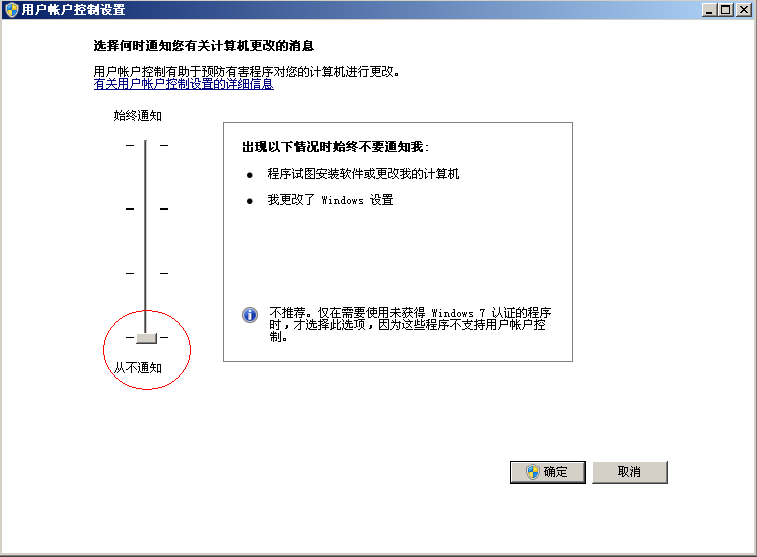 用户帐户控制设置
选择何时通知您有关计算机更改的消息
用户帐户控制有助于预防有害程序对您的计算机进行更改。
有关用户帐户控制设置的详细信息
始终通知
出现以下情况时始终不要通知我:
程序试图安装软件或更改我的计算机
我更改了 Windows 设置
不推荐。仅在需要使用未获得 Windows 7 认证的程序
时，才选择此选项，因为这些程序不支持用户帐户控
制。
从不通知
确定
取消